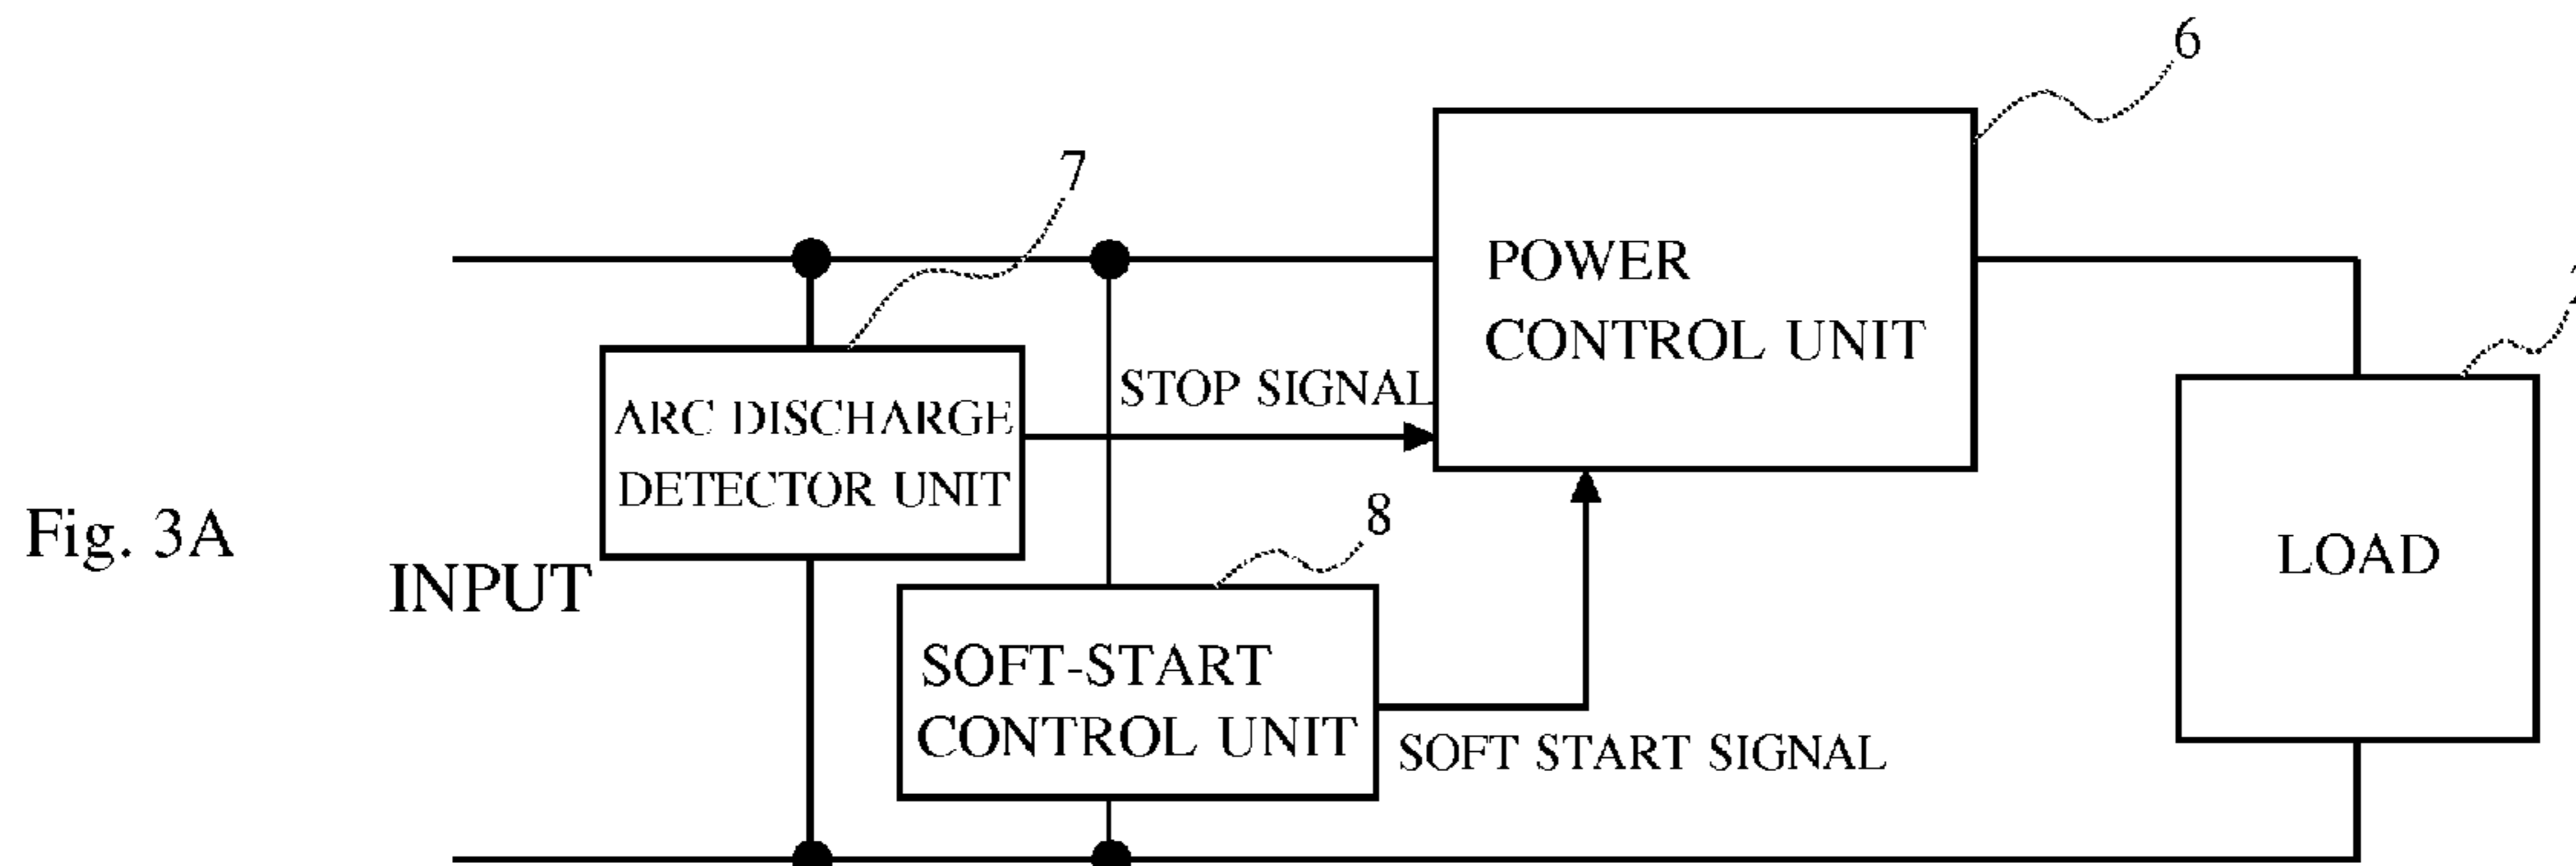 6
7
POWER
CONTROL UNIT
STOP SIGNAL
ARC DISCHARGE
DETECTOR UNIT
8
Fig. 3A
INPUT
LOAD
SOFT-START
CONTROL UNIT
SOFT START SIGNAL